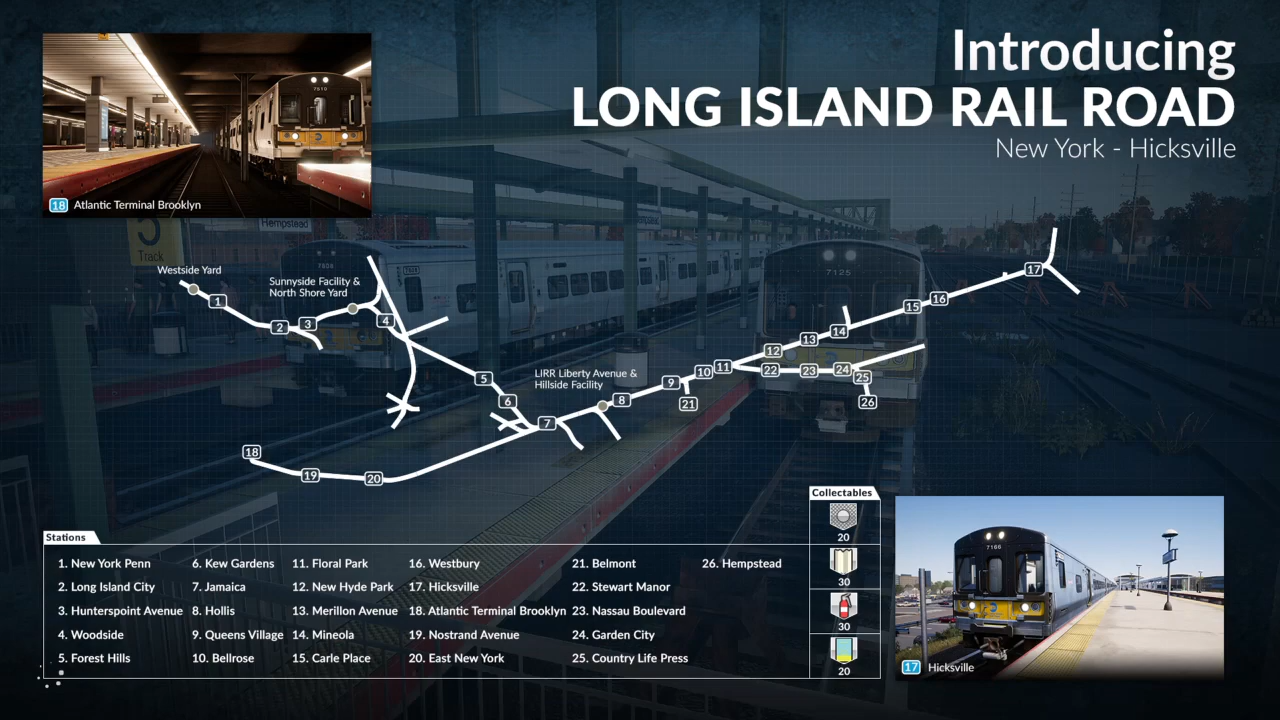 Introducing
LONG ISLAND RAIL ROAD
New York - Hicksville
7510
18 Atlantic Terminal Brooklyn
5
Track
Hempstead
7125
Westside Yard
Sunnyside Facility &
North Shore Yard
LIRR Liberty Avenue &
Hillside Facility
1
2
3
4
5
6
7
8
9
10
11
12
13
14
15
16
17
18
19
20
21
22
23
24
25
26
Stations
1. New York Penn
2. Long Island City
3. Hunterspoint Avenue
4. Woodside
5. Forest Hills
6. Kew Gardens
7. Jamaica
8. Hollis
9. Queens Village
10. Bellrose
11. Floral Park
12. New Hyde Park
13. Merillon Avenue
14. Mineola
15. Carle Place
16. Westbury
17. Hicksville
18. Atlantic Terminal Brooklyn
19. Nostrand Avenue
20. East New York
21. Belmont
22. Stewart Manor
23. Nassau Boulevard
24. Garden City
25. Country Life Press
26. Hempstead
Collectables
20
30
30
20
7166
17 Hicksville